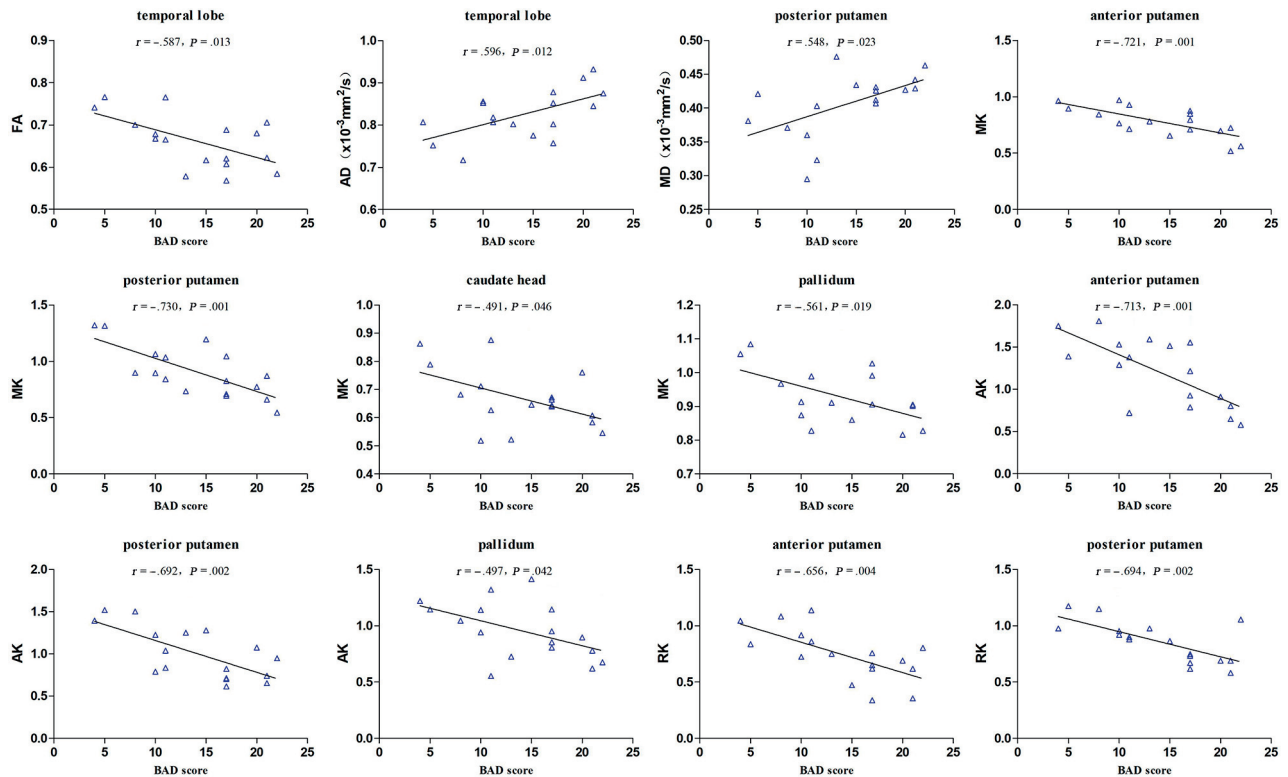 temporal lobe
r = -.587, P = .013
FA
0.9
0.8
0.7
0.6
0.5
0 5 10 15 20 25
BAD score
temporal lobe
r = .596, P = .012
AD（x10⁻³mm²/s）
1.0
0.9
0.8
0.7
0.6
0 5 10 15 20 25
BAD score
posterior putamen
r = .548, P = .023
MD（x10⁻³mm²/s）
0.50
0.45
0.40
0.35
0.30
0.25
0 5 10 15 20 25
BAD score
anterior putamen
r = -.721, P = .001
MK
1.5
1.0
0.5
0.0
0 5 10 15 20 25
BAD score
posterior putamen
r = -.730, P = .001
MK
1.5
1.0
0.5
0.0
0 5 10 15 20 25
BAD score
caudate head
r = -.491, P = .046
MK
1.0
0.9
0.8
0.7
0.6
0.5
0.4
0 5 10 15 20 25
BAD score
pallidum
r = -.561, P = .019
MK
1.2
1.1
1.0
0.9
0.8
0.7
0 5 10 15 20 25
BAD score
anterior putamen
r = -.713, P = .001
AK
2.0
1.5
1.0
0.5
0.0
0 5 10 15 20 25
BAD score
posterior putamen
r = -.692, P = .002
AK
2.0
1.5
1.0
0.5
0.0
0 5 10 15 20 25
BAD score
pallidum
r = -.497, P = .042
AK
1.5
1.0
0.5
0.0
0 5 10 15 20 25
BAD score
anterior putamen
r = -.656, P = .004
RK
1.5
1.0
0.5
0.0
0 5 10 15 20 25
BAD score
posterior putamen
r = -.694, P = .002
RK
1.5
1.0
0.5
0.0
0 5 10 15 20 25
BAD score